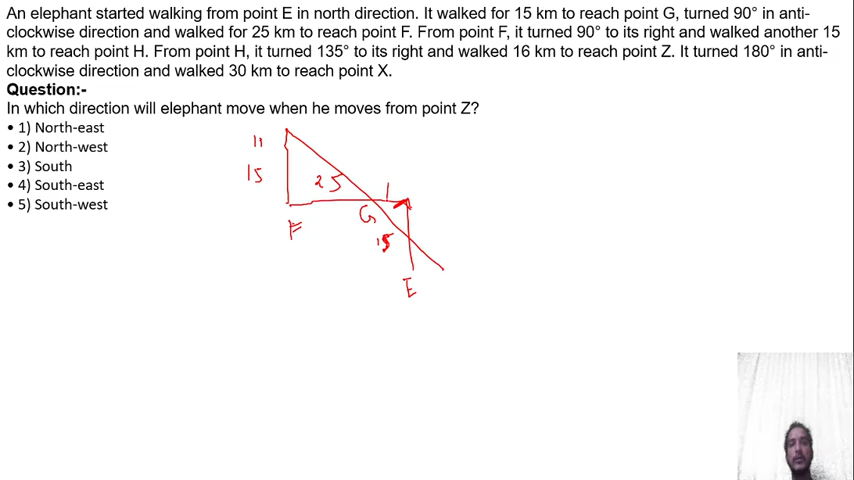 An elephant started walking from point E in north direction. It walked for 15 km to reach point G, turned 90° in anti-
clockwise direction and walked for 25 km to reach point F. From point F, it turned 90° to its right and walked another 15
km to reach point H. From point H, it turned 135° to its right and walked 16 km to reach point Z. It turned 180° in anti-
clockwise direction and walked 30 km to reach point X.
Question:-
In which direction will elephant move when he moves from point Z?
• 1) North-east
• 2) North-west
• 3) South
• 4) South-east
• 5) South-west
15
25
F
G
15
E